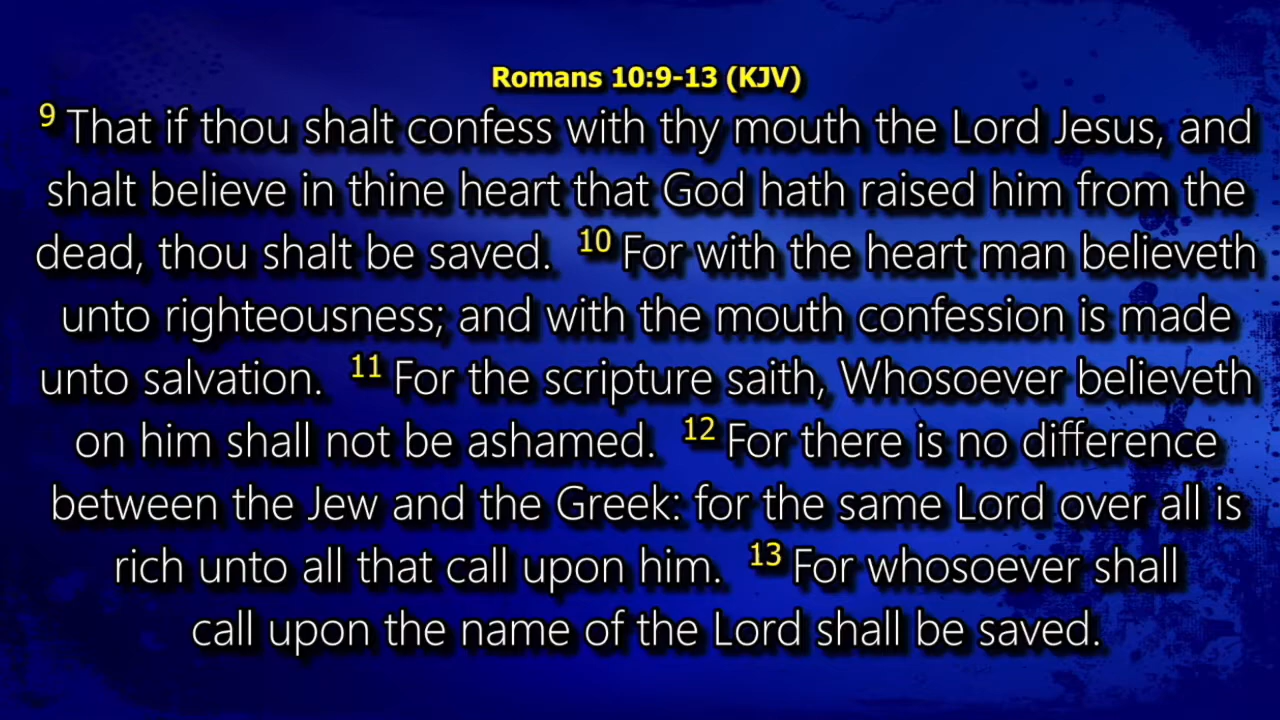 Romans 10:9-13 (KJV)
9 That if thou shalt confess with thy mouth the Lord Jesus, and
shalt believe in thine heart that God hath raised him from the
dead, thou shalt be saved. 10 For with the heart man believeth
unto righteousness; and with the mouth confession is made
unto salvation. 11 For the scripture saith, Whosoever believeth
on him shall not be ashamed. 12 For there is no difference
between the Jew and the Greek: for the same Lord over all is
rich unto all that call upon him. 13 For whosoever shall
call upon the name of the Lord shall be saved.